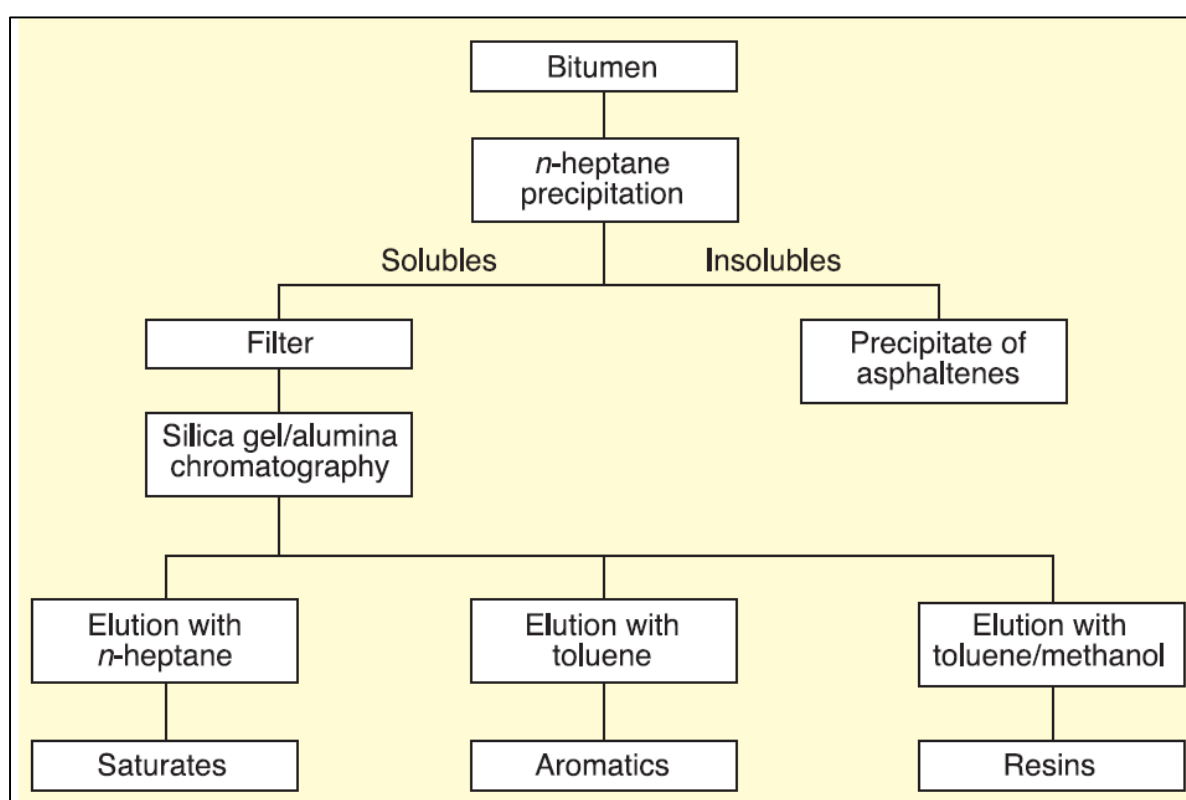 Bitumen
n-heptane
precipitation
Solubles
Insolubles
Filter
Precipitate of
asphaltenes
Silica gel/alumina
chromatography
Elution with
n-heptane
Elution with
toluene
Elution with
toluene/methanol
Saturates
Aromatics
Resins